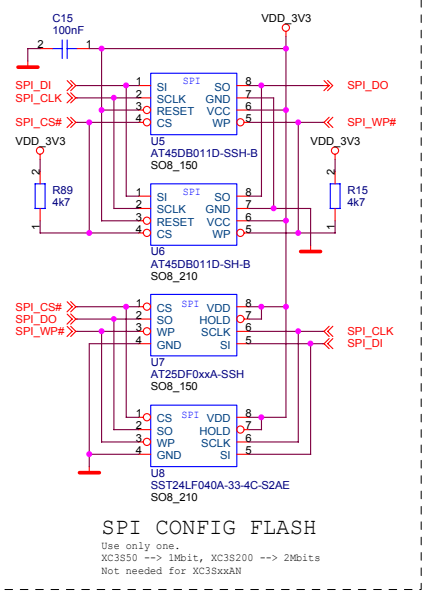 C15
100nF
VDD_3V3
2 1
SPI_DI
SPI_CLK
SPI_CS#
1 SI SPI SO 8
2 SCLK GND 7
3 RESET VCC 6
4 CS WP 5
SPI_DO
SPI_WP#
U5
AT45DB011D-SSH-B
SO8_150
VDD_3V3
2
R89
4k7
1
VDD_3V3
2
R15
4k7
1
1 SI SPI SO 8
2 SCLK GND 7
3 RESET VCC 6
4 CS WP 5
U6
AT45DB011D-SH-B
SO8_210
SPI_CS#
SPI_DO
SPI_WP#
1 CS SPI VDD 8
2 SO HOLD 7
3 WP SCLK 6
4 GND SI 5
SPI_CLK
SPI_DI
U7
AT25DF0xxA-SSH
SO8_150
1 CS SPI VDD 8
2 SO HOLD 7
3 WP SCLK 6
4 GND SI 5
U8
SST24LF040A-33-4C-S2AE
SO8_210
SPI CONFIG FLASH
Use only one.
XC3S50 --> 1Mbit, XC3S200 --> 2Mbits
Not needed for XC3SxxAN